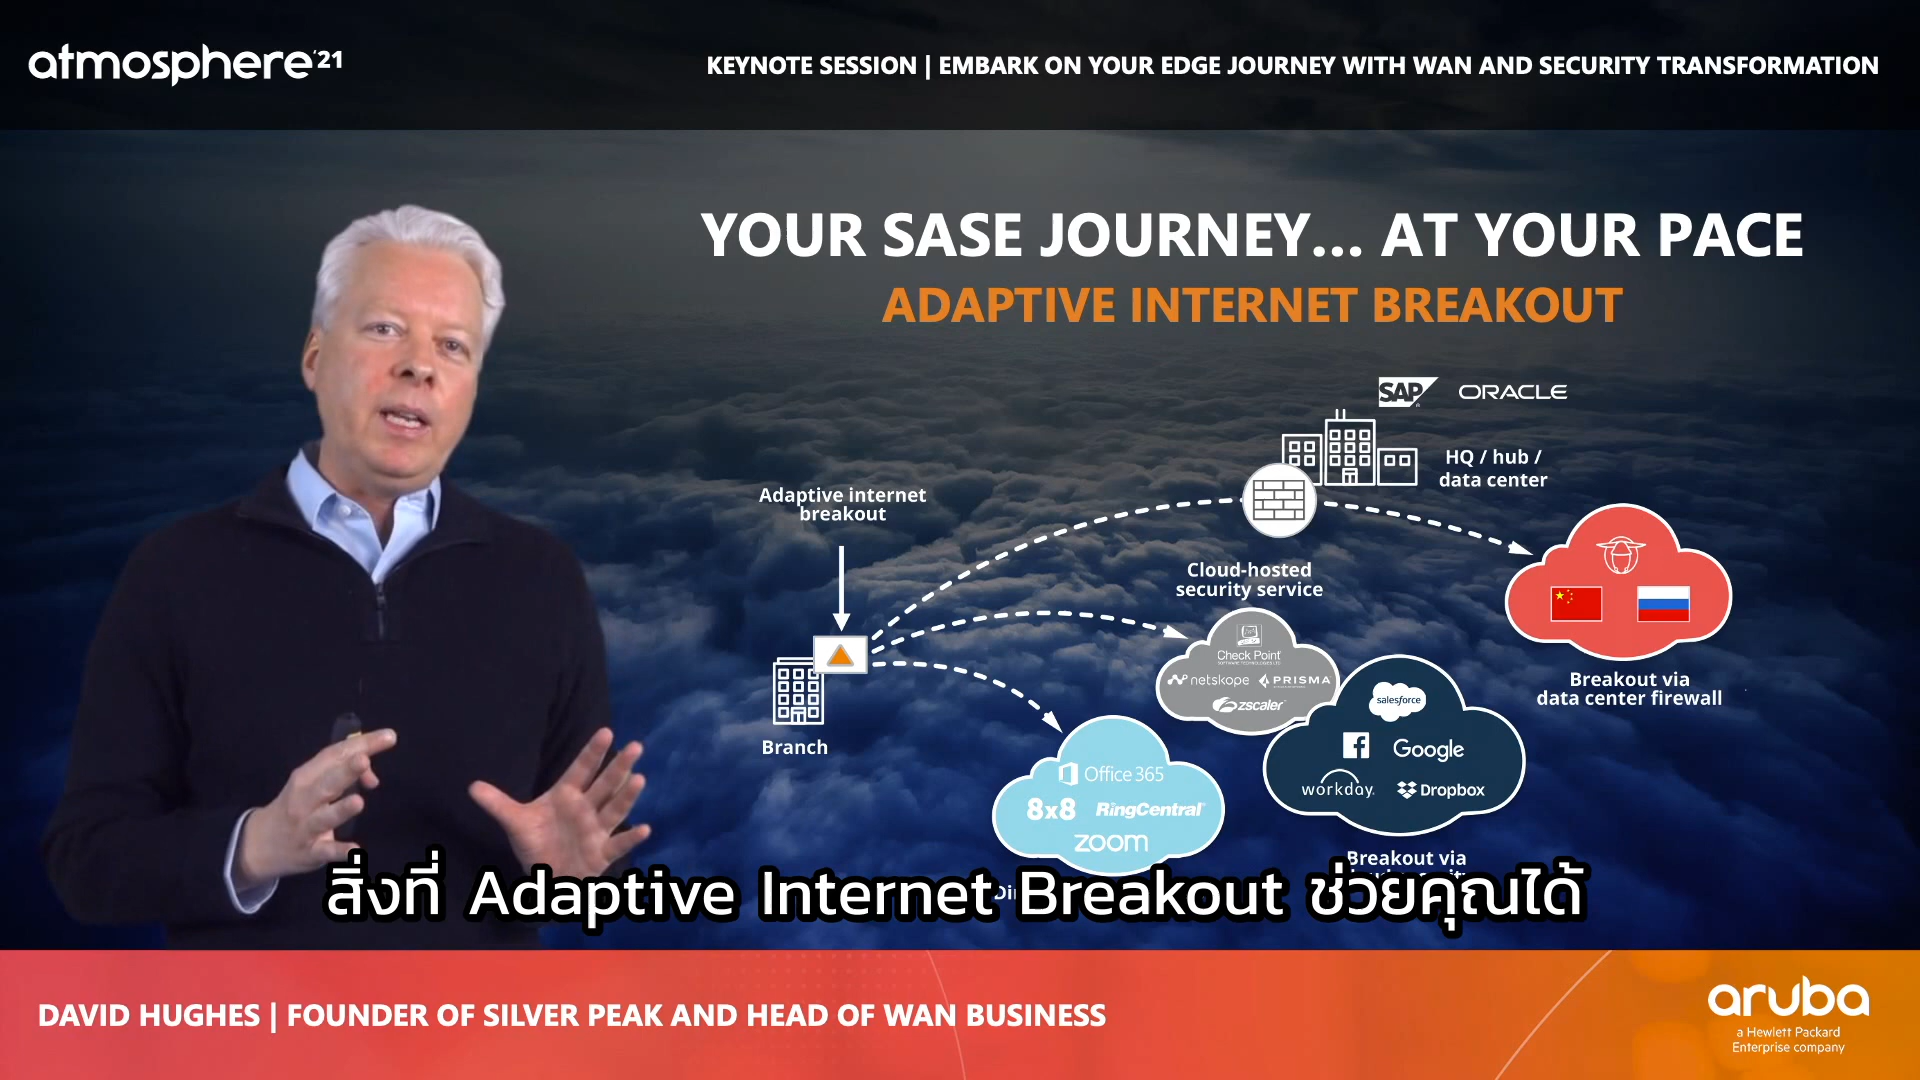 atmosphere'21
KEYNOTE SESSION | EMBARK ON YOUR EDGE JOURNEY WITH WAN AND SECURITY TRANSFORMATION
YOUR SASE JOURNEY... AT YOUR PACE
ADAPTIVE INTERNET BREAKOUT
SAP ORACLE
HQ / hub /
data center
Adaptive internet
breakout
Cloud-hosted
security service
Check Point
SOFTWARE TECHNOLOGIES LTD
netskope PRISMA
zscaler
Breakout via
data center firewall
Branch
salesforce
Google
workday. Dropbox
Office 365
8x8 RingCentral
zoom
Breakout via
สิ่งที่ Adaptive Internet Breakout ช่วยคุณได้
DAVID HUGHES | FOUNDER OF SILVER PEAK AND HEAD OF WAN BUSINESS
aruba
a Hewlett Packard
Enterprise company